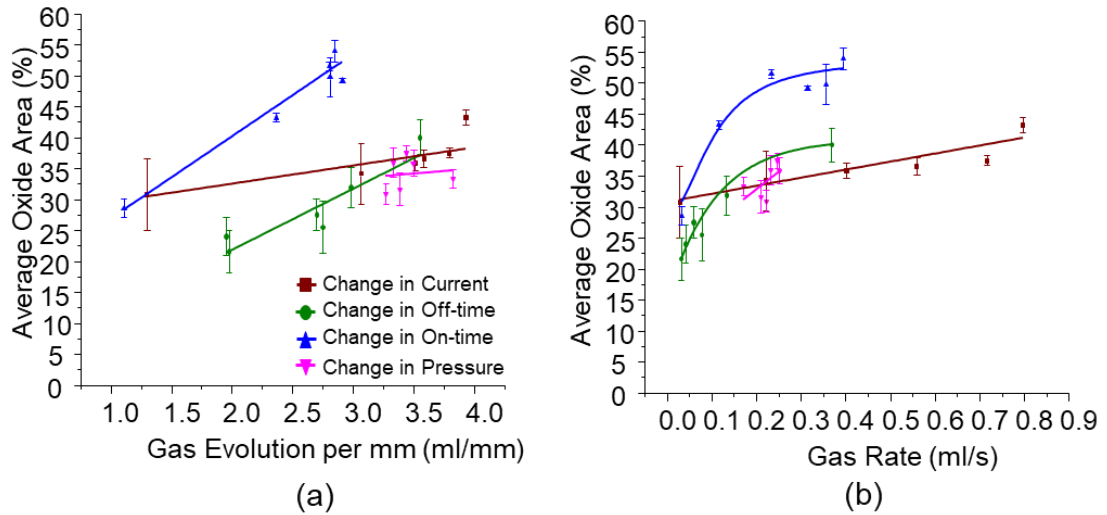 60
55
50
45
40
35
30
25
20
15
10
5
0
Average Oxide Area (%)
Change in Current
Change in Off-time
Change in On-time
Change in Pressure
1.0 1.5 2.0 2.5 3.0 3.5 4.0
Gas Evolution per mm (ml/mm)
(a)
60
55
50
45
40
35
30
25
20
15
10
5
0
Average Oxide Area (%)
0.0 0.1 0.2 0.3 0.4 0.5 0.6 0.7 0.8 0.9
Gas Rate (ml/s)
(b)